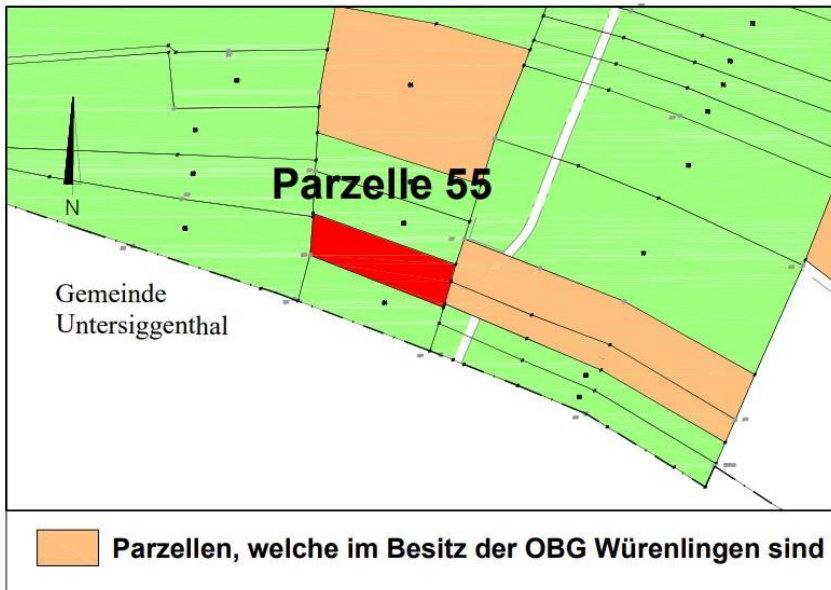 Parzelle 55
N
Gemeinde
Untersiggenthal
Parzellen, welche im Besitz der OBG Würenlingen sind